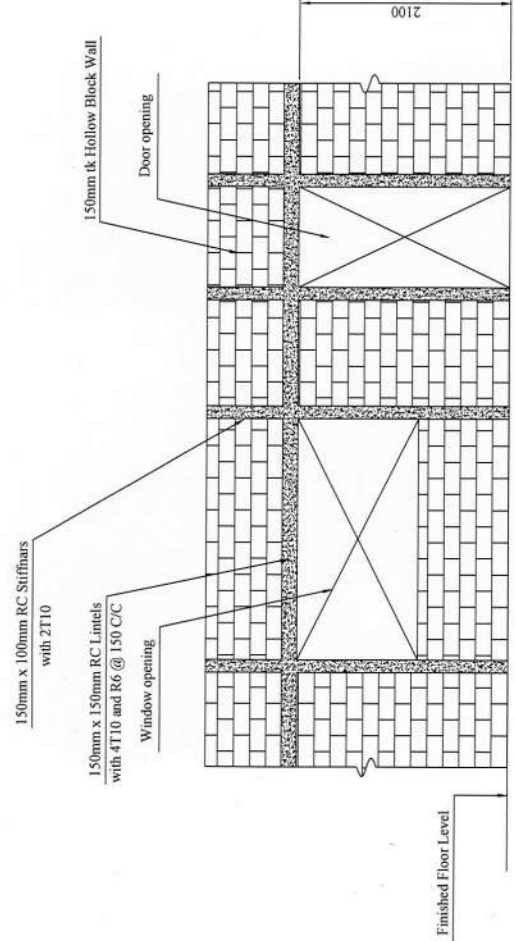 150mm x 100mm RC Stiffnars
with 2T10
150mm x 150mm RC Lintels
with 4T10 and R6 @ 150 C/C
Window opening
150mm tk Hollow Block Wall
Door opening
2100
Finished Floor Level